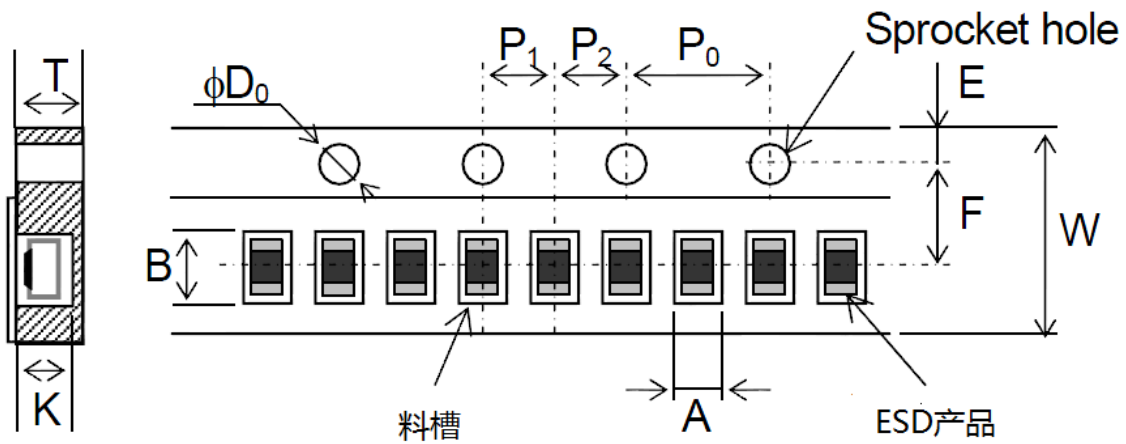 T
ϕD₀
P₁
P₂
P₀
Sprocket hole
E
F
W
B
K
料槽
A
ESD产品